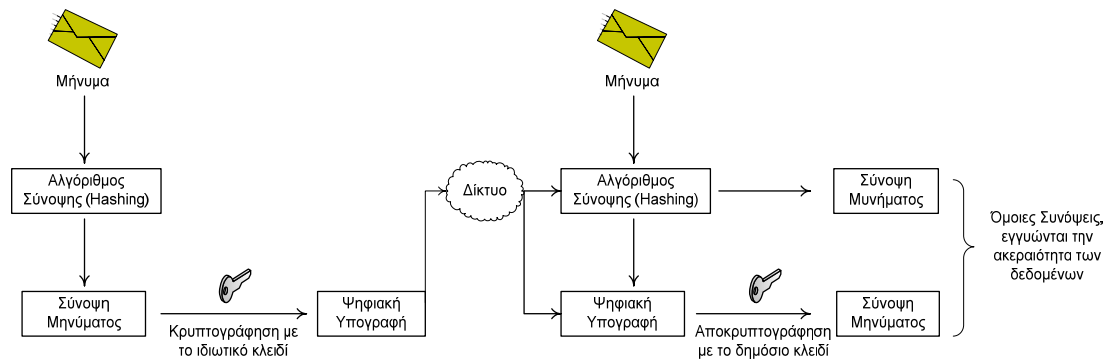 Μήνυμα
Αλγόριθμος
Σύνοψης (Hashing)
Σύνοψη
Μηνύματος
Κρυπτογράφηση με
το ιδιωτικό κλειδί
Ψηφιακή
Υπογραφή
Δίκτυο
Μήνυμα
Αλγόριθμος
Σύνοψης (Hashing)
Ψηφιακή
Υπογραφή
Αποκρυπτογράφηση
με το δημόσιο κλειδί
Σύνοψη
Μυνήματος
Σύνοψη
Μηνύματος
Όμοιες Συνόψεις,
εγγυώνται την
ακεραιότητα των
δεδομένων